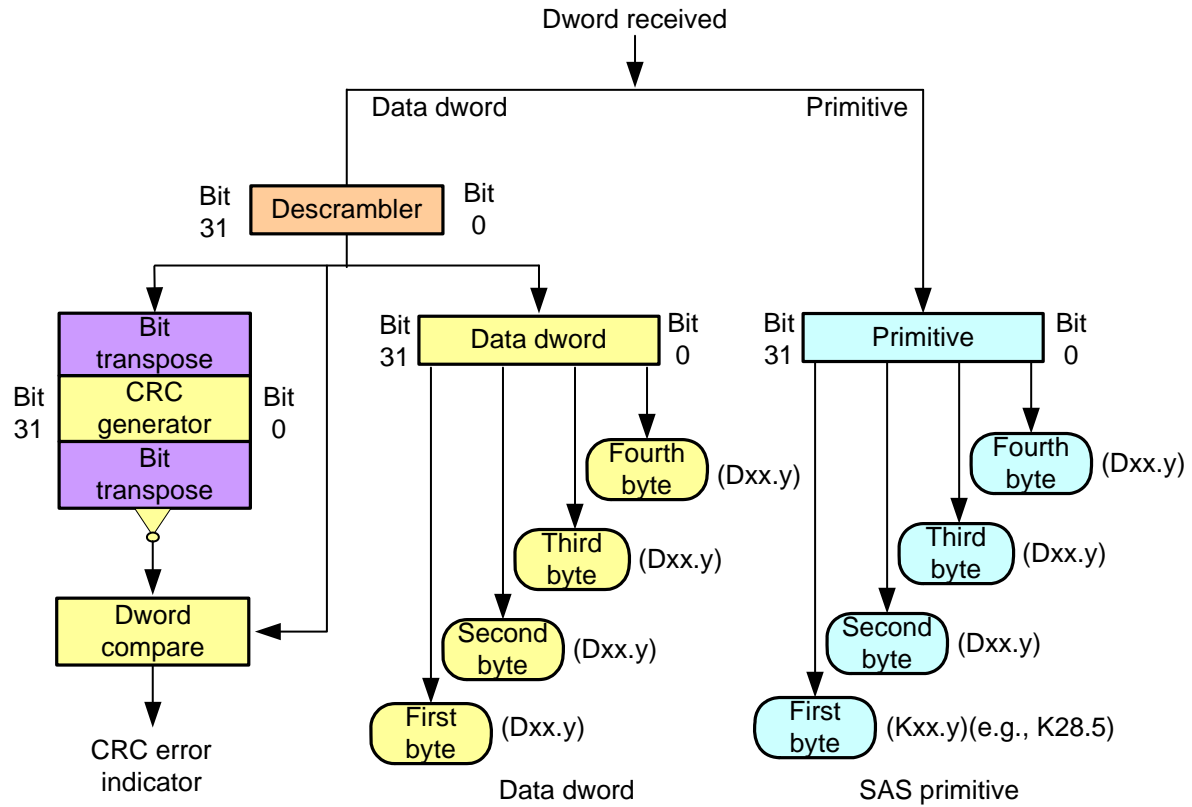 Dword received
Data dword
Primitive
Bit
31
Descrambler
Bit
0
Bit
transpose
Bit
31
CRC
generator
Bit
0
Bit
transpose
Dword
compare
CRC error
indicator
Bit
31
Data dword
Bit
0
Fourth
byte
(Dxx.y)
Third
byte
(Dxx.y)
Second
byte
(Dxx.y)
First
byte
(Dxx.y)
Data dword
Bit
31
Primitive
Bit
0
Fourth
byte
(Dxx.y)
Third
byte
(Dxx.y)
Second
byte
(Dxx.y)
First
byte
(Kxx.y)(e.g., K28.5)
SAS primitive